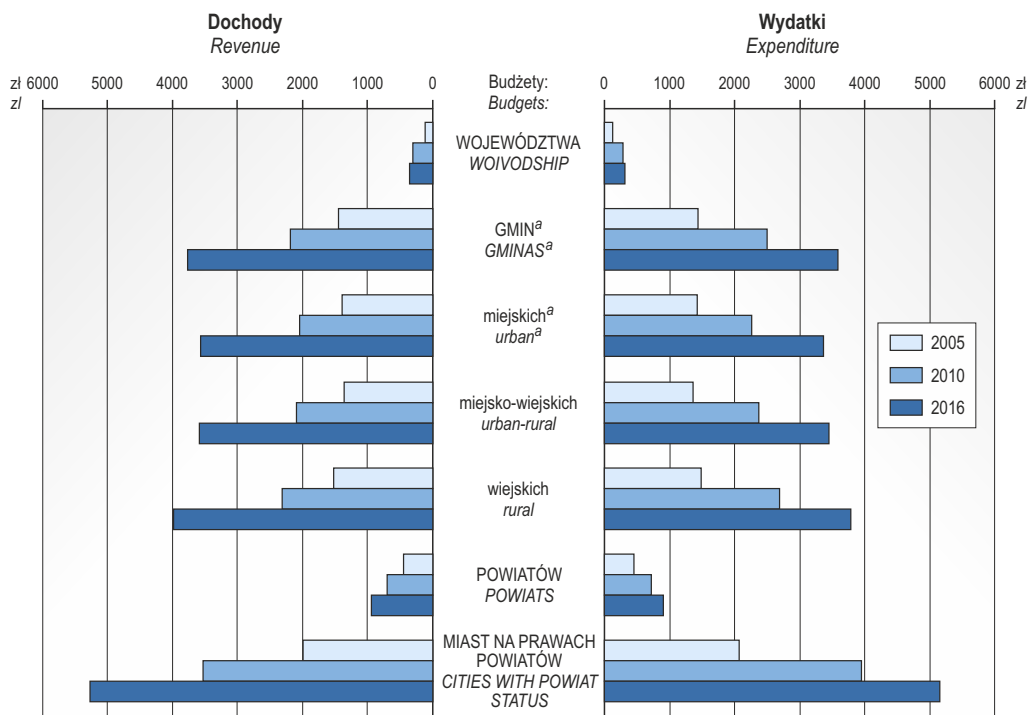 Dochody
Revenue
Wydatki
Expenditure
zł 6000 5000 4000 3000 2000 1000 0
zl
Budżety:
Budgets:
0 1000 2000 3000 4000 5000 6000 zł
zl
WOJEWÓDZTWA
WOIVODSHIP
GMINᵃ
GMINASᵃ
miejskichᵃ
urbanᵃ
miejsko-wiejskich
urban-rural
wiejskich
rural
POWIATÓW
POWIATS
MIAST NA PRAWACH
POWIATÓW
CITIES WITH POWIAT
STATUS
2005
2010
2016